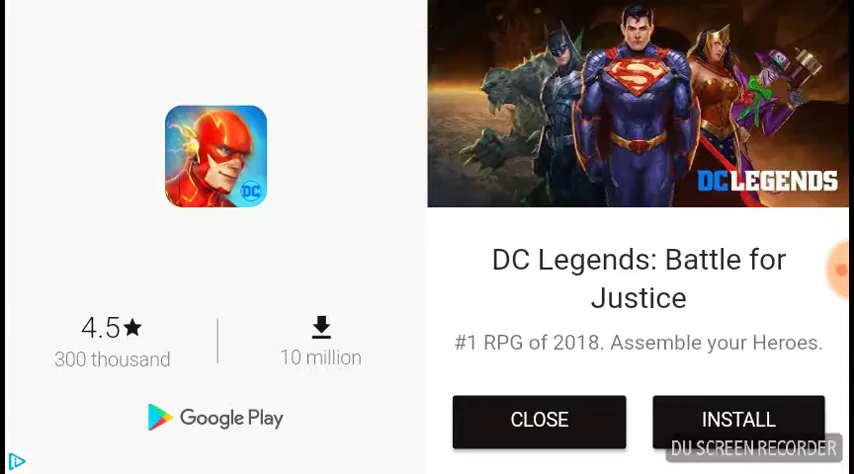 DC LEGENDS
DC
DC Legends: Battle for
Justice
#1 RPG of 2018. Assemble your Heroes.
4.5★
300 thousand
10 million
Google Play
CLOSE
INSTALL
DU SCREEN RECORDER